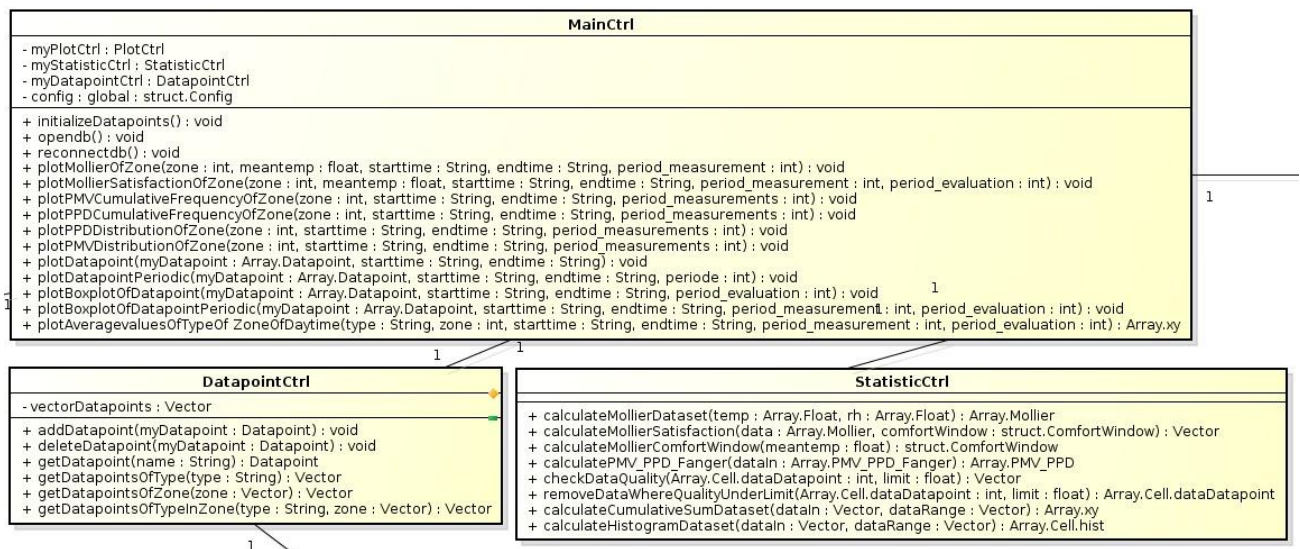 MainCtrl
- myPlotCtrl : PlotCtrl
- myStatisticCtrl : StatisticCtrl
- myDatapointCtrl : DatapointCtrl
- config : global : struct.Config
+ initializeDatapoints() : void
+ opendb() : void
+ reconnectdb() : void
+ plotMollierOfZone(zone : int, meantemp : float, starttime : String, endtime : String, period_measurement : int) : void
+ plotMollierSatisfactionOfZone(zone : int, meantemp : float, starttime : String, endtime : String, period_measurement : int, period_evaluation : int) : void
+ plotPMVCumulativeFrequencyOfZone(zone : int, starttime : String, endtime : String, period_measurements : int) : void
+ plotPPDCumulativeFrequencyOfZone(zone : int, starttime : String, endtime : String, period_measurements : int) : void
+ plotPPDDistributionOfZone(zone : int, starttime : String, endtime : String, period_measurements : int) : void
+ plotPMVDistributionOfZone(zone : int, starttime : String, endtime : String, period_measurements : int) : void
+ plotDatapoint(myDatapoint : Array.Datapoint, starttime : String, endtime : String) : void
+ plotDatapointPeriodic(myDatapoint : Array.Datapoint, starttime : String, endtime : String, periode : int) : void
+ plotBoxplotOfDatapoint(myDatapoint : Array.Datapoint, starttime : String, endtime : String, period_evaluation : int) : void
+ plotBoxplotOfDatapointPeriodic(myDatapoint : Array.Datapoint, starttime : String, endtime : String, period_measurement : int, period_evaluation : int) : void
+ plotAveragevaluesOfTypeOf ZoneOfDaytime(type : String, zone : int, starttime : String, endtime : String, period_measurement : int, period_evaluation : int) : Array.xy
1
1
1
1
1
1
DatapointCtrl
- vectorDatapoints : Vector
+ addDatapoint(myDatapoint : Datapoint) : void
+ deleteDatapoint(myDatapoint : Datapoint) : void
+ getDatapoint(name : String) : Datapoint
+ getDatapointsOfType(type : String) : Vector
+ getDatapointsOfZone(zone : Vector) : Vector
+ getDatapointsOfTypeInZone(type : String, zone : Vector) : Vector
1
StatisticCtrl
+ calculateMollierDataset(temp : Array.Float, rh : Array.Float) : Array.Mollier
+ calculateMollierSatisfaction(data : Array.Mollier, comfortWindow : struct.ComfortWindow) : Vector
+ calculateMollierComfortWindow(meantemp : float) : struct.ComfortWindow
+ calculatePMV_PPD_Fanger(dataIn : Array.PMV_PPD_Fanger) : Array.PMV_PPD
+ checkDataQuality(Array.Cell.dataDatapoint : int, limit : float) : Vector
+ removeDataWhereQualityUnderLimit(Array.Cell.dataDatapoint : int, limit : float) : Array.Cell.dataDatapoint
+ calculateCumulativeSumDataset(dataIn : Vector, dataRange : Vector) : Array.xy
+ calculateHistogramDataset(dataIn : Vector, dataRange : Vector) : Array.Cell.hist